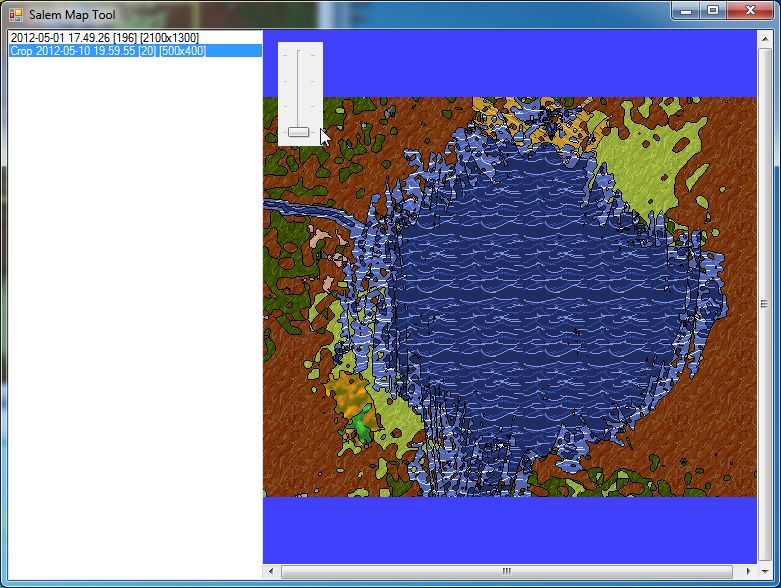 Salem Map Tool
2012-05-01 17.49.26 [196] [2100x1300]
Crop 2012-05-10 19.59.55 [20] [500x400]